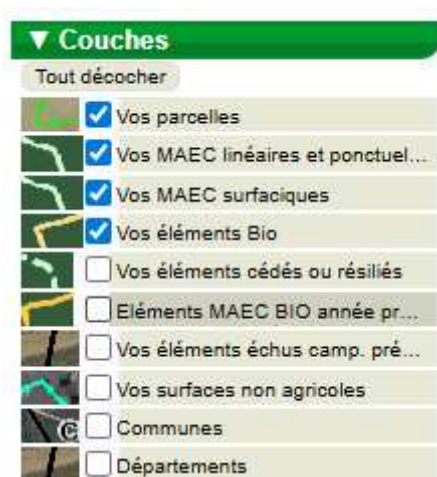 ▼ Couches
Tout décocher
Vos parcelles
Vos MAEC linéaires et ponctuel...
Vos MAEC surfaciques
Vos éléments Bio
Vos éléments cédés ou résiliés
Eléments MAEC BIO année pr...
Vos éléments échus camp. pré...
Vos surfaces non agricoles
C Communes
Départements